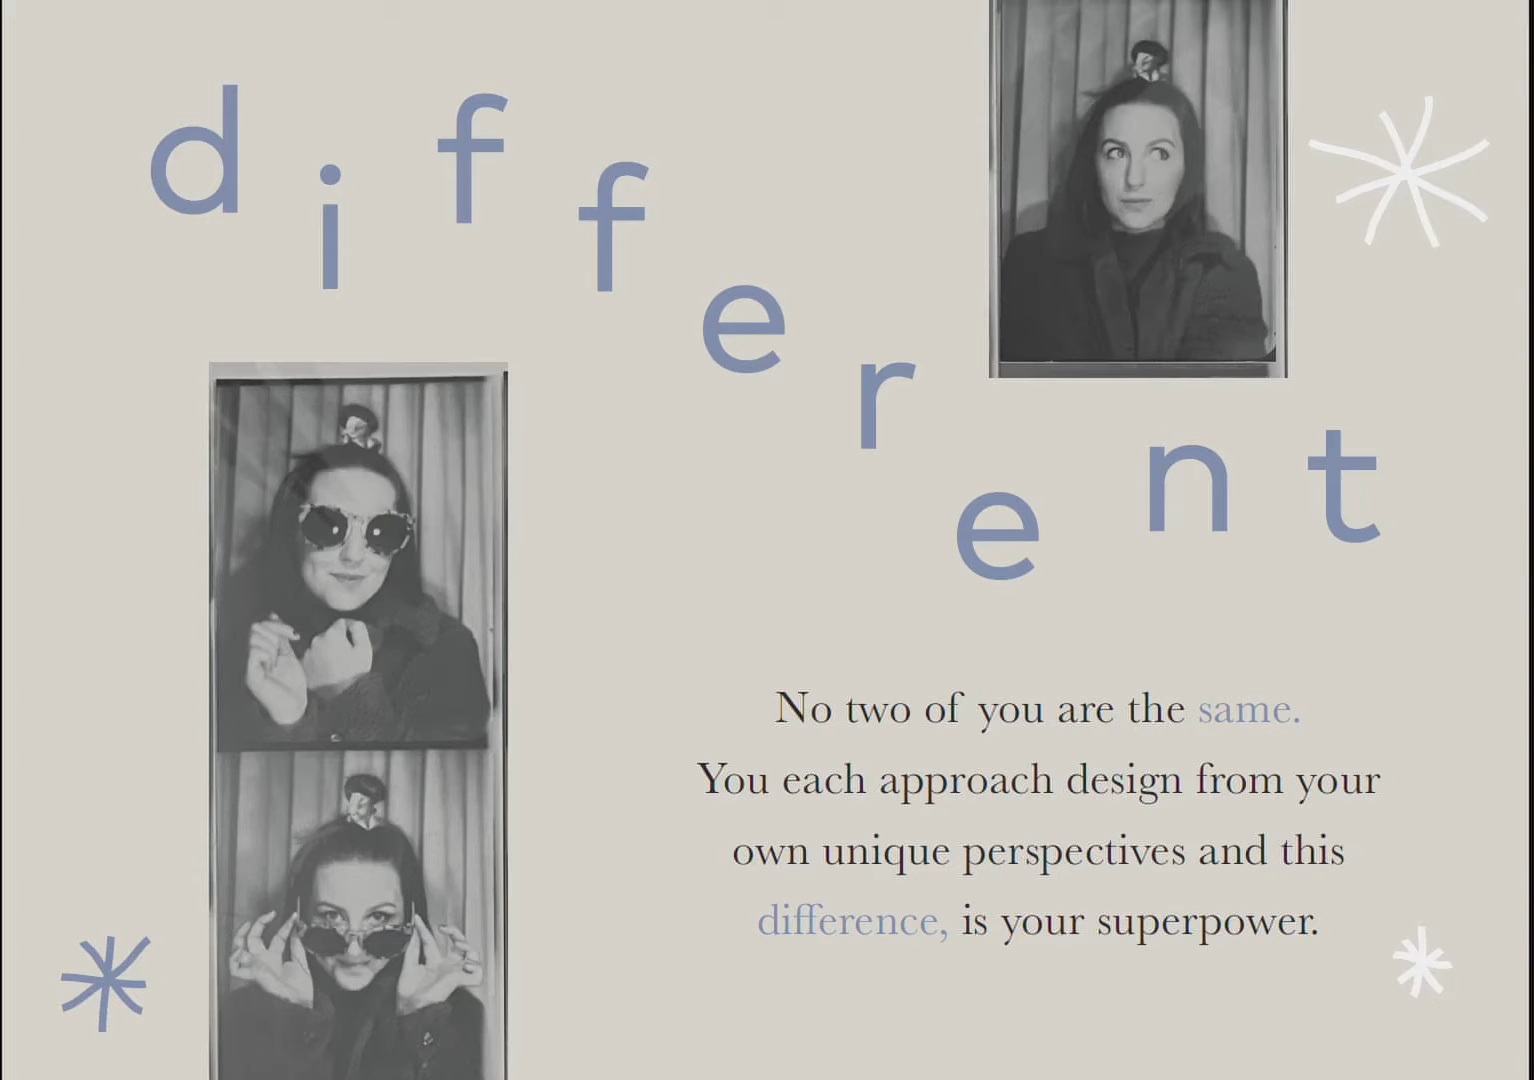 different
No two of you are the same.
You each approach design from your
own unique perspectives and this
difference, is your superpower.